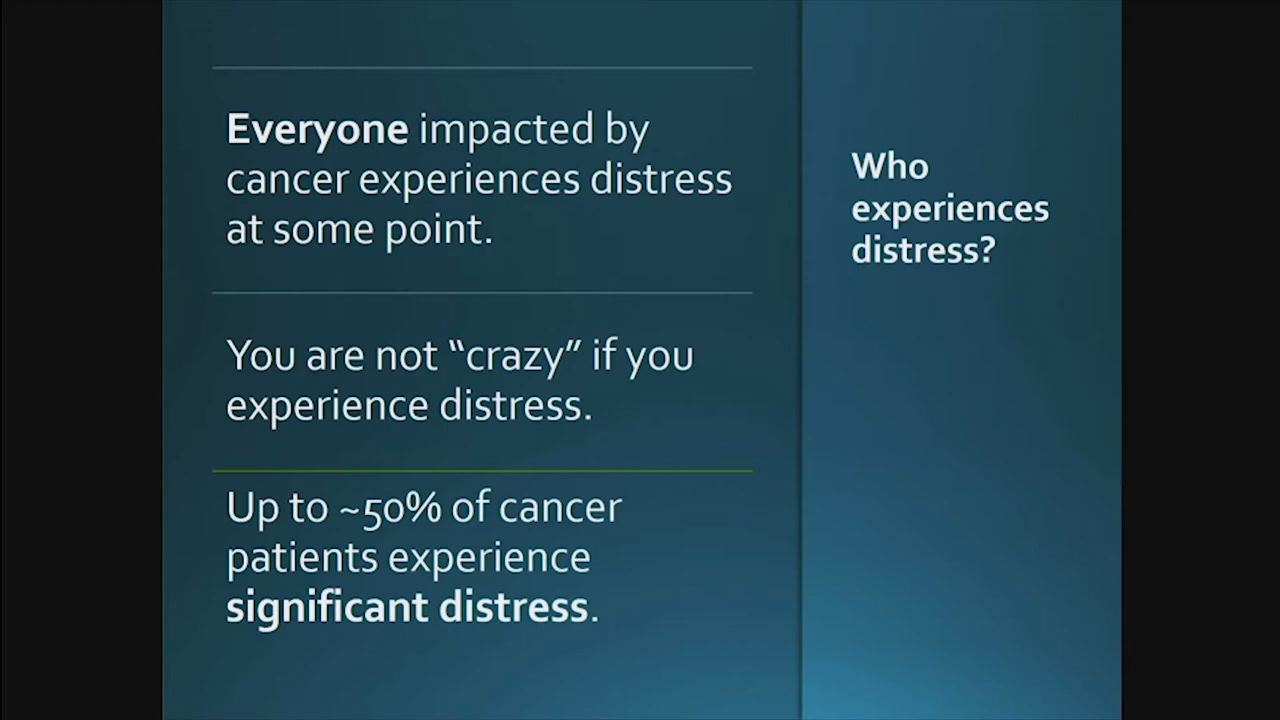 Everyone impacted by
cancer experiences distress
at some point.
You are not “crazy” if you
experience distress.
Up to ~50% of cancer
patients experience
significant distress.
Who
experiences
distress?